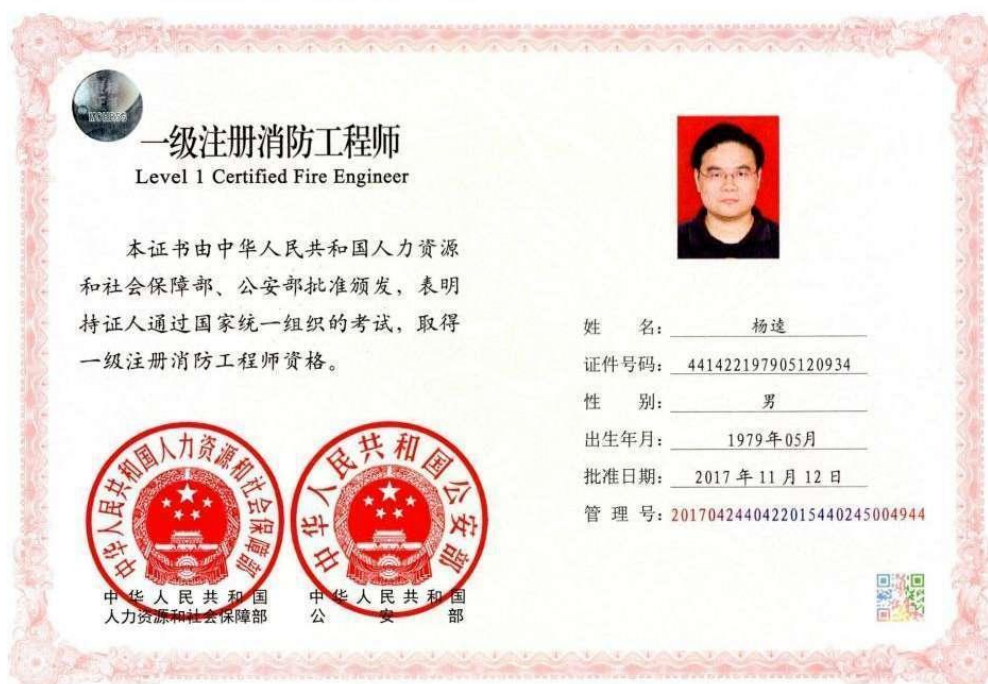 一级注册消防工程师
Level 1 Certified Fire Engineer
本证书由中华人民共和国人力资源
和社会保障部、公安部批准颁发，表明
持证人通过国家统一组织的考试，取得
一级注册消防工程师资格。
中华人民共和国人力资源和社会保障部
中华人民共和国公安部
中华人民共和国
人力资源和社会保障部
中华人民共和国
公安部
姓 名： 杨逵
证件号码： 441422197905120934
性 别： 男
出生年月： 1979年05月
批准日期： 2017年11月12日
管 理 号： 2017042440422015440245004944